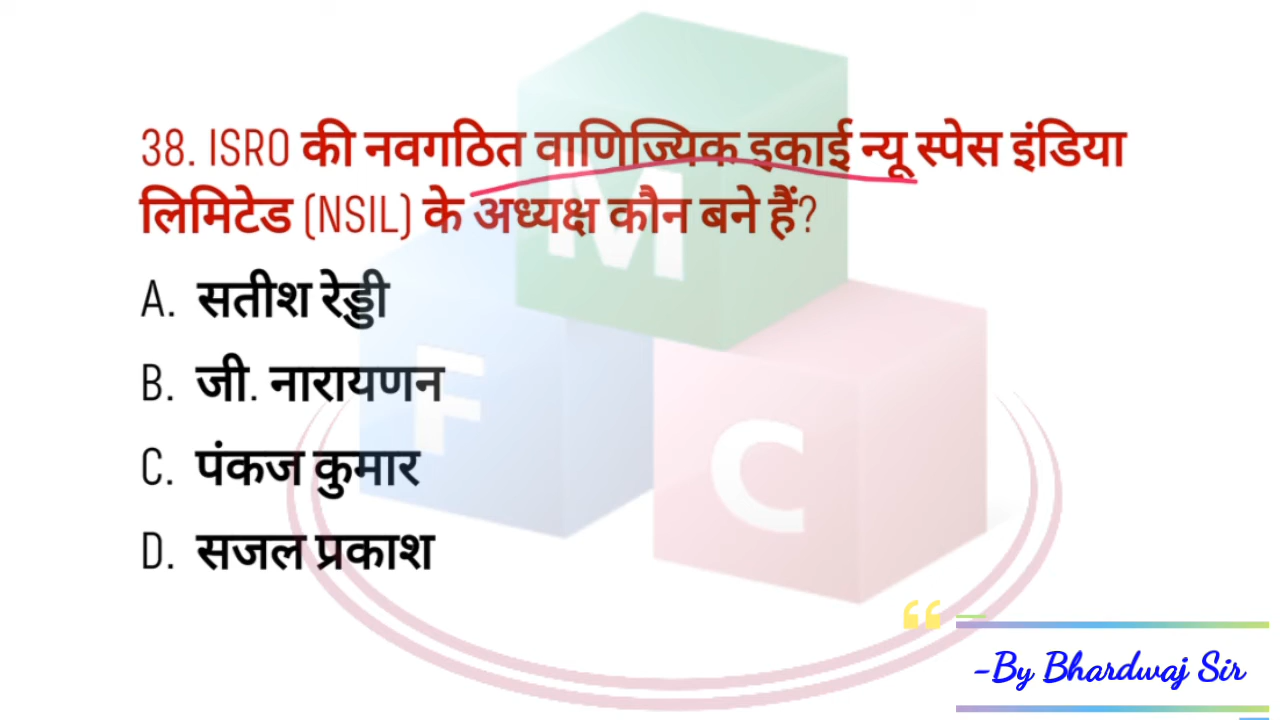 38. ISRO की नवगठित वाणिज्यिक इकाई न्यू स्पेस इंडिया
लिमिटेड (NSIL) के अध्यक्ष कौन बने हैं?
A. सतीश रेड्डी
B. जी. नारायणन
C. पंकज कुमार
D. सजल प्रकाश
M
F
C
“
-By Bhardwaj Sir